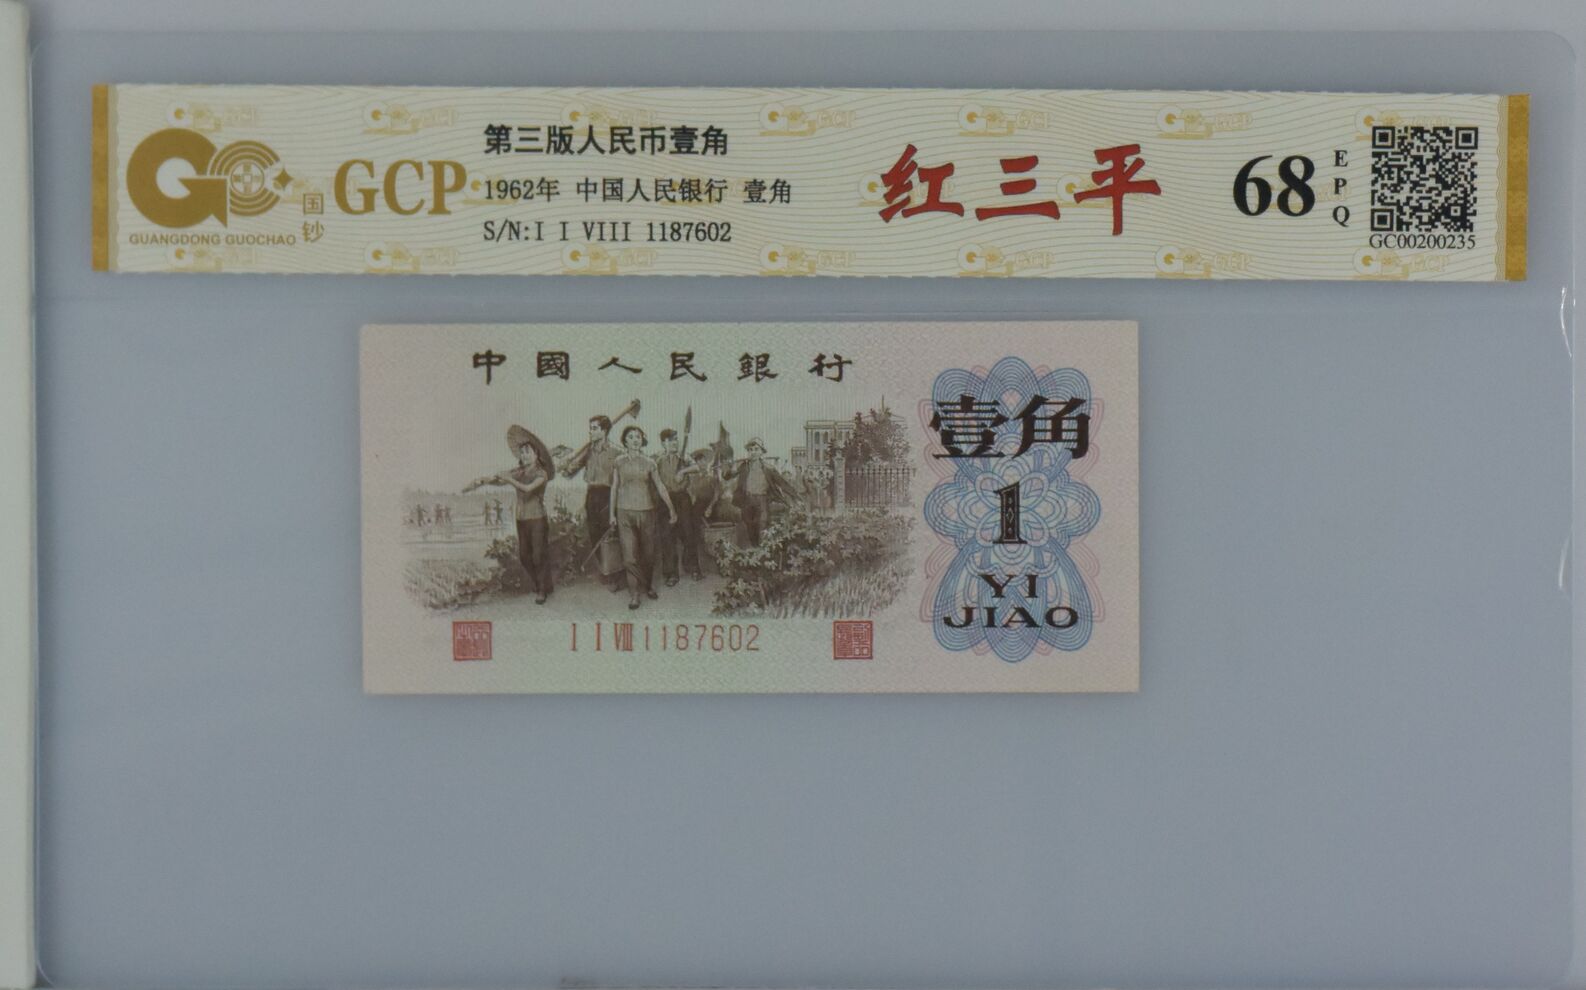 第三版人民币壹角
GCP
国钞
GUANGDONG GUOCHAO
1962年 中国人民银行 壹角
S/N:I I VIII 1187602
红三平
68
EPQ
GC00200235
中國人民銀行
壹角
1
YI
JIAO
I I VIII 1187602